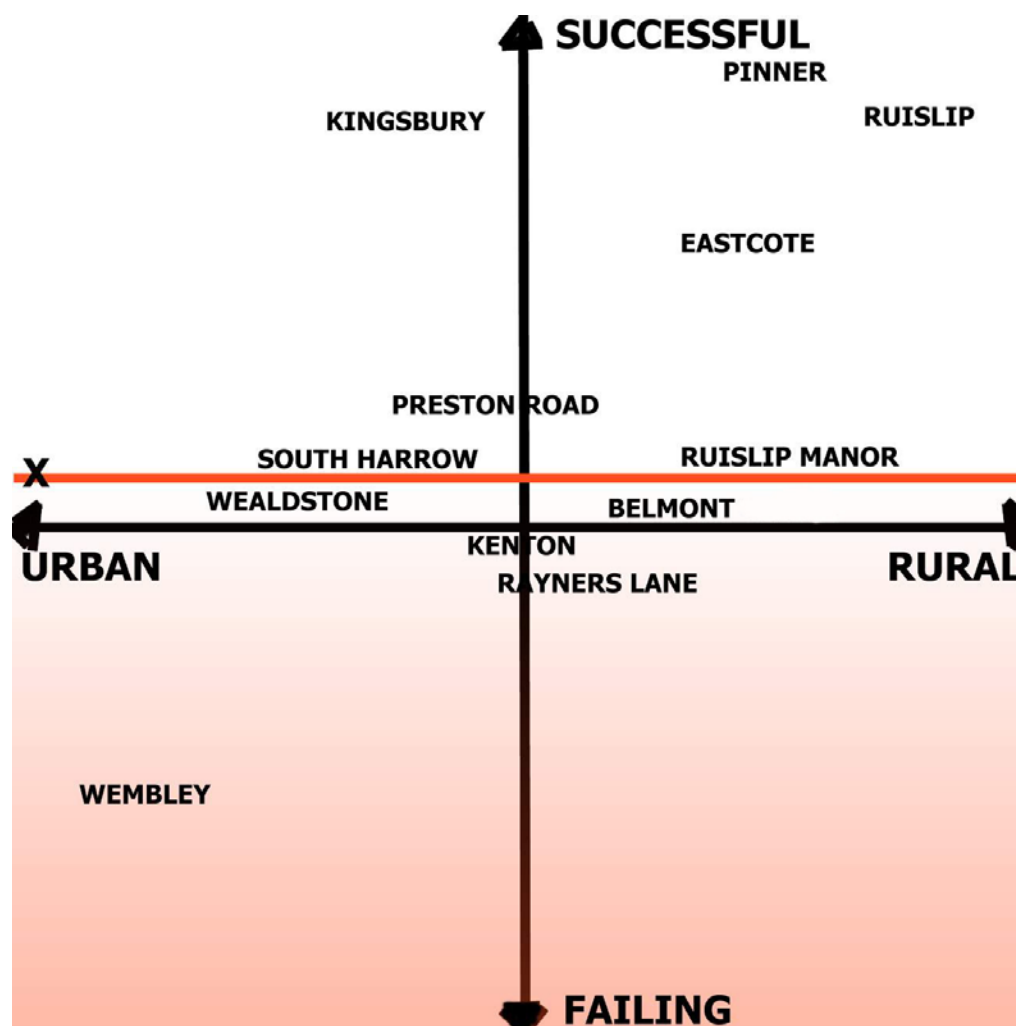 SUCCESSFUL
PINNER
KINGSBURY
RUISLIP
EASTCOTE
PRESTON ROAD
SOUTH HARROW
RUISLIP MANOR
X
WEALDSTONE
BELMONT
KENTON
URBAN
RURAL
RAYNERS LANE
WEMBLEY
FAILING